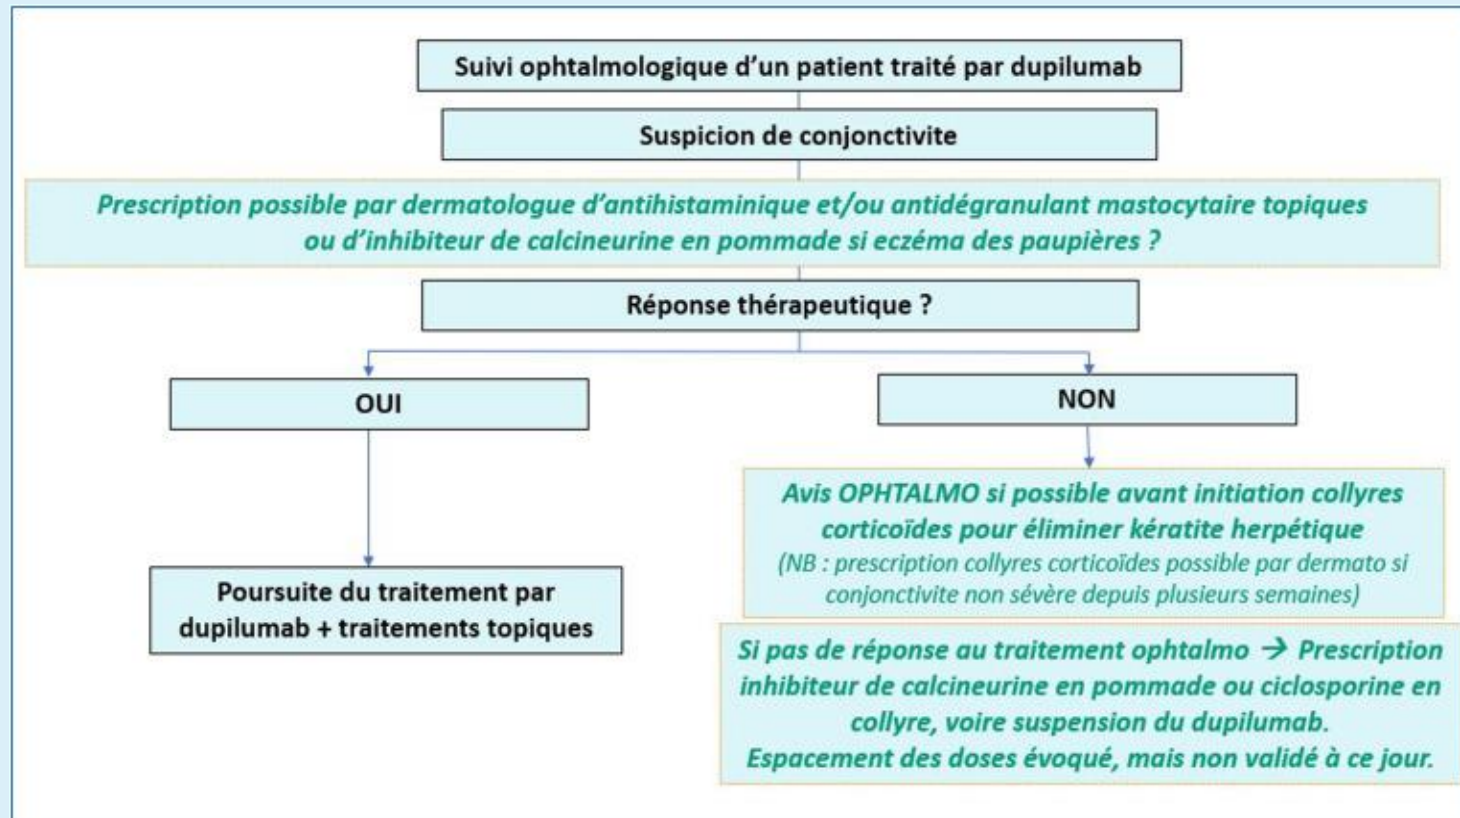 Suivi ophtalmologique d’un patient traité par dupilumab
Suspicion de conjonctivite
Prescription possible par dermatologue d’antihistaminique et/ou antidégranulant mastocytaire topiques
ou d’inhibiteur de calcineurine en pommade si eczéma des paupières ?
Réponse thérapeutique ?
OUI
NON
Poursuite du traitement par
dupilumab + traitements topiques
Avis OPHTALMO si possible avant initiation collyres
corticoïdes pour éliminer kératite herpétique
(NB : prescription collyres corticoïdes possible par dermato si
conjonctivite non sévère depuis plusieurs semaines)
Si pas de réponse au traitement ophtalmo → Prescription
inhibiteur de calcineurine en pommade ou ciclosporine en
collyre, voire suspension du dupilumab.
Espacement des doses évoqué, mais non validé à ce jour.